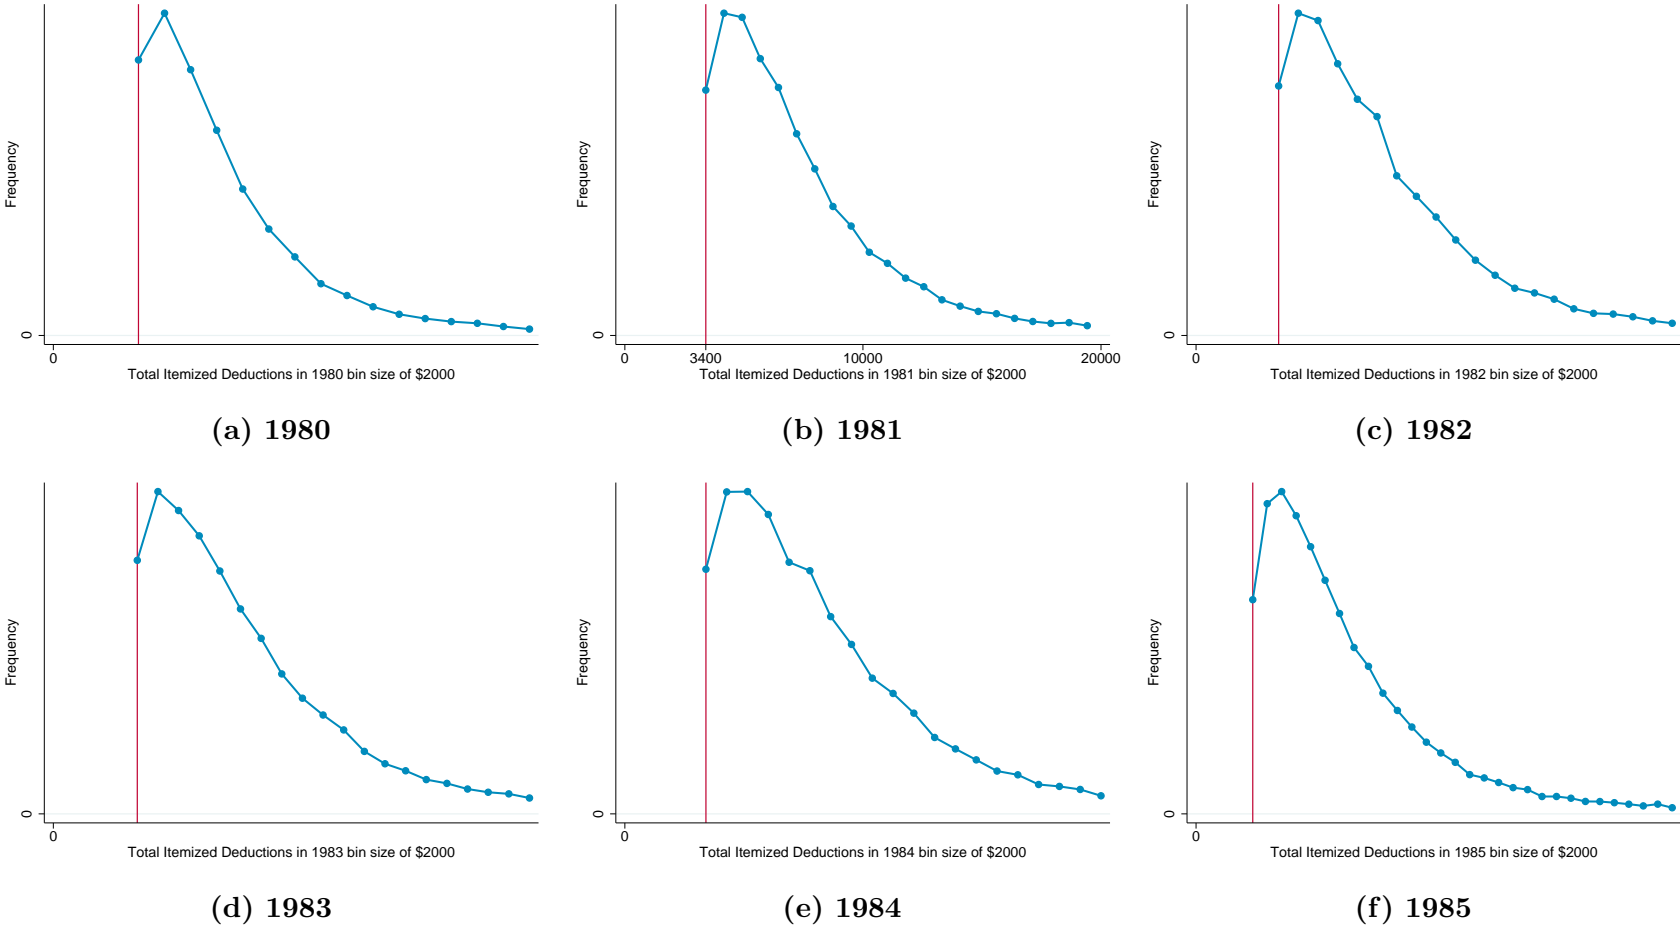 Frequency
0
0
Total Itemized Deductions in 1980 bin size of $2000
(a) 1980
Frequency
0
0 3400 10000 20000
Total Itemized Deductions in 1981 bin size of $2000
(b) 1981
Frequency
0
0
Total Itemized Deductions in 1982 bin size of $2000
(c) 1982
Frequency
0
0
Total Itemized Deductions in 1983 bin size of $2000
(d) 1983
Frequency
0
0
Total Itemized Deductions in 1984 bin size of $2000
(e) 1984
Frequency
0
0
Total Itemized Deductions in 1985 bin size of $2000
(f) 1985